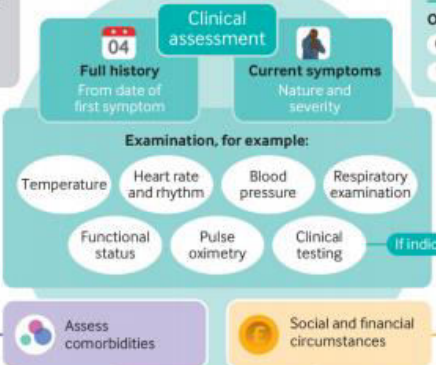 Clinical
assessment
04
Full history
From date of
first symptom
Current symptoms
Nature and
severity
Examination, for example:
Temperature
Heart rate
and rhythm
Blood
pressure
Respiratory
examination
Functional
status
Pulse
oximetry
Clinical
testing
If
Assess
comorbidities
£
Social and financial
circumstances